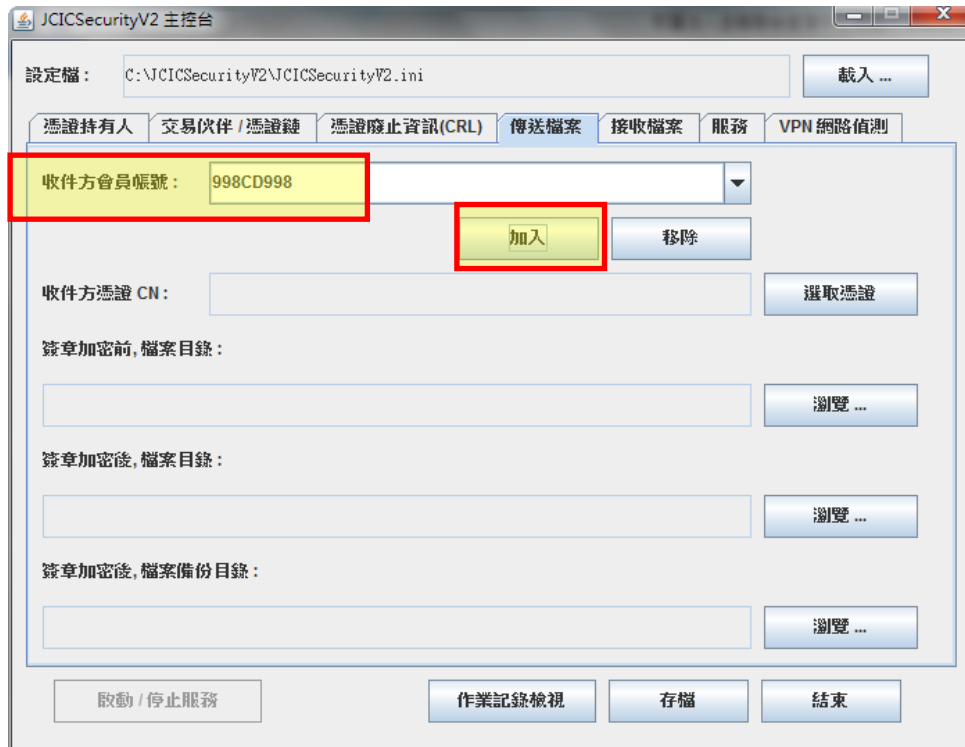 JCICSecurityV2 主控台
設定檔： C:\JCICSecurityV2\JCICSecurityV2.ini 載入 ...
憑證持有人 交易伙伴 / 憑證鏈 憑證廢止資訊(CRL) 傳送檔案 接收檔案 服務 VPN 網路偵測
收件方會員帳號： 998CD998
加入 移除
收件方憑證 CN： 選取憑證
簽章加密前, 檔案目錄：
瀏覽 ...
簽章加密後, 檔案目錄：
瀏覽 ...
簽章加密後, 檔案備份目錄：
瀏覽 ...
啟動 / 停止服務 作業記錄檢視 存檔 結束